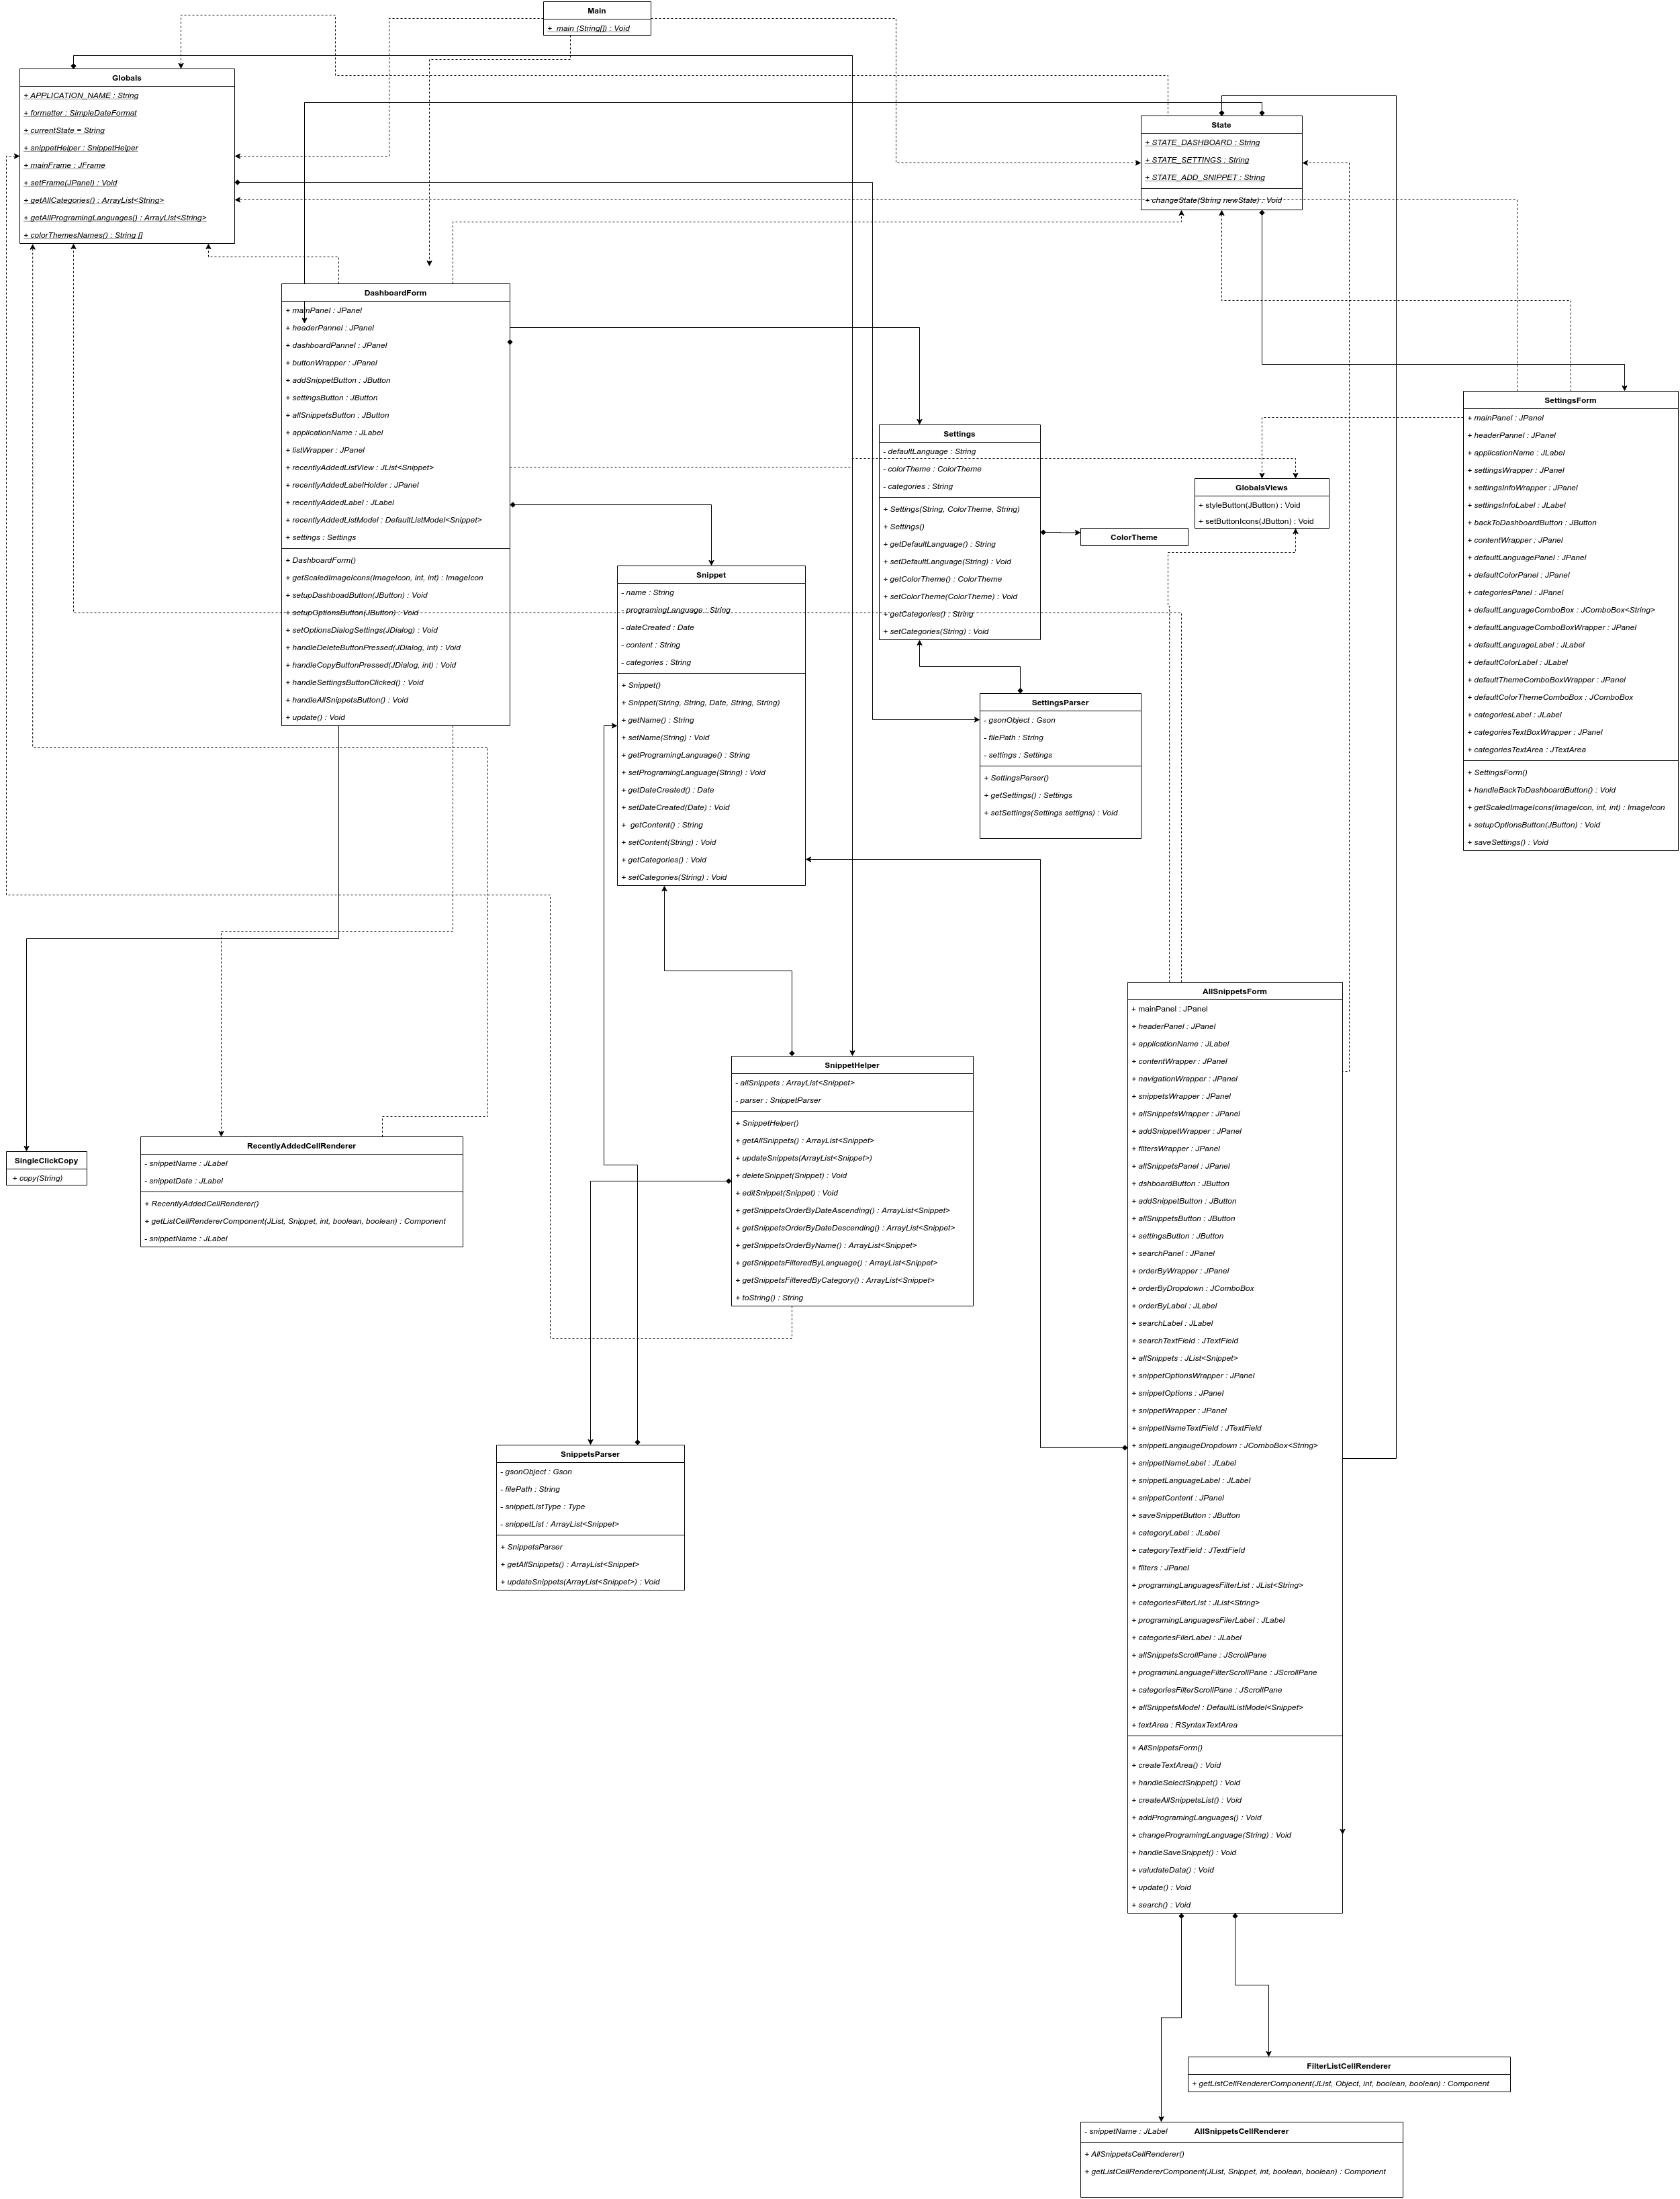 Main
+  main (String[]) : Void
Globals
+ APPLICATION_NAME : String
+ formatter : SimpleDateFormat
+ currentState = String
+ snippetHelper : SnippetHelper
+ mainFrame : JFrame
+ setFrame(JPanel) : Void
+ getAllCategories() : ArrayList<String>
+ getAllProgramingLanguages() : ArrayList<String>
+ colorThemesNames() : String []
State
+ STATE_DASHBOARD : String
+ STATE_SETTINGS : String
+ STATE_ADD_SNIPPET : String
+ changeState(String newState) : Void
DashboardForm
+ mainPanel : JPanel
+ headerPannel : JPanel
+ dashboardPannel : JPanel
+ buttonWrapper : JPanel
+ addSnippetButton : JButton
+ settingsButton : JButton
+ allSnippetsButton : JButton
+ applicationName : JLabel
+ listWrapper : JPanel
+ recentlyAddedListView : JList<Snippet>
+ recentlyAddedLabelHolder : JPanel
+ recentlyAddedLabel : JLabel
+ recentlyAddedListModel : DefaultListModel<Snippet>
+ settings : Settings
+ DashboardForm()
+ getScaledImageIcons(ImageIcon, int, int) : ImageIcon
+ setupDashboadButton(JButton) : Void
+ setupOptionsButton(JButton) : Void
+ setOptionsDialogSettings(JDialog) : Void
+ handleDeleteButtonPressed(JDialog, int) : Void
+ handleCopyButtonPressed(JDialog, int) : Void
+ handleSettingsButtonClicked() : Void
+ handleAllSnippetsButton() : Void
+ update() : Void
Settings
- defaultLanguage : String
- colorTheme : ColorTheme
- categories : String
+ Settings(String, ColorTheme, String)
+ Settings()
+ getDefaultLanguage() : String
+ setDefaultLanguage(String) : Void
+ getColorTheme() : ColorTheme
+ setColorTheme(ColorTheme) : Void
+ getCategories() : String
+ setCategories(String) : Void
GlobalsViews
+ styleButton(JButton) : Void
+ setButtonIcons(JButton) : Void
ColorTheme
SettingsForm
+ mainPanel : JPanel
+ headerPannel : JPanel
+ applicationName : JLabel
+ settingsWrapper : JPanel
+ settingsInfoWrapper : JPanel
+ settingsInfoLabel : JLabel
+ backToDashboardButton : JButton
+ contentWrapper : JPanel
+ defaultLanguagePanel : JPanel
+ defaultColorPanel : JPanel
+ categoriesPanel : JPanel
+ defaultLanguageComboBox : JComboBox<String>
+ defaultLanguageComboBoxWrapper : JPanel
+ defaultLanguageLabel : JLabel
+ defaultColorLabel : JLabel
+ defaultThemeComboBoxWrapper : JPanel
+ defaultColorThemeComboBox : JComboBox
+ categoriesLabel : JLabel
+ categoriesTextBoxWrapper : JPanel
+ categoriesTextArea : JTextArea
+ SettingsForm()
+ handleBackToDashboardButton() : Void
+ getScaledImageIcons(ImageIcon, int, int) : ImageIcon
+ setupOptionsButton(JButton) : Void
+ saveSettings() : Void
Snippet
- name : String
- programingLanguage : String
- dateCreated : Date
- content : String
- categories : String
+ Snippet()
+ Snippet(String, String, Date, String, String)
+ getName() : String
+ setName(String) : Void
+ getProgramingLanguage() : String
+ setProgramingLanguage(String) : Void
+ getDateCreated() : Date
+ setDateCreated(Date) : Void
+  getContent() : String
+ setContent(String) : Void
+ getCategories() : Void
+ setCategories(String) : Void
SettingsParser
- gsonObject : Gson
- filePath : String
- settings : Settings
+ SettingsParser()
+ getSettings() : Settings
+ setSettings(Settings settigns) : Void
AllSnippetsForm
+ mainPanel : JPanel
+ headerPanel : JPanel
+ applicationName : JLabel
+ contentWrapper : JPanel
+ navigationWrapper : JPanel
+ snippetsWrapper : JPanel
+ allSnippetsWrapper : JPanel
+ addSnippetWrapper : JPanel
+ filtersWrapper : JPanel
+ allSnippetsPanel : JPanel
+ dshboardButton : JButton
+ addSnippetButton : JButton
+ allSnippetsButton : JButton
+ settingsButton : JButton
+ searchPanel : JPanel
+ orderByWrapper : JPanel
+ orderByDropdown : JComboBox
+ orderByLabel : JLabel
+ searchLabel : JLabel
+ searchTextField : JTextField
+ allSnippets : JList<Snippet>
+ snippetOptionsWrapper : JPanel
+ snippetOptions : JPanel
+ snippetWrapper : JPanel
+ snippetNameTextField : JTextField
+ snippetLangaugeDropdown : JComboBox<String>
+ snippetNameLabel : JLabel
+ snippetLanguageLabel : JLabel
+ snippetContent : JPanel
+ saveSnippetButton : JButton
+ categoryLabel : JLabel
+ categoryTextField : JTextField
+ filters : JPanel
+ programingLanguagesFilterList : JList<String>
+ categoriesFilterList : JList<String>
+ programingLanguagesFilerLabel : JLabel
+ categoriesFilerLabel : JLabel
+ allSnippetsScrollPane : JScrollPane
+ programinLanguageFilterScrollPane : JScrollPane
+ categoriesFilterScrollPane : JScrollPane
+ allSnippetsModel : DefaultListModel<Snippet>
+ textArea : RSyntaxTextArea
+ AllSnippetsForm()
+ createTextArea() : Void
+ handleSelectSnippet() : Void
+ createAllSnippetsList() : Void
+ addProgramingLanguages() : Void
+ changeProgramingLanguage(String) : Void
+ handleSaveSnippet() : Void
+ valudateData() : Void
+ update() : Void
+ search() : Void
SnippetHelper
- allSnippets : ArrayList<Snippet>
- parser : SnippetParser
+ SnippetHelper()
+ getAllSnippets() : ArrayList<Snippet>
+ updateSnippets(ArrayList<Snippet>)
+ deleteSnippet(Snippet) : Void
+ editSnippet(Snippet) : Void
+ getSnippetsOrderByDateAscending() : ArrayList<Snippet>
+ getSnippetsOrderByDateDescending() : ArrayList<Snippet>
+ getSnippetsOrderByName() : ArrayList<Snippet>
+ getSnippetsFilteredByLanguage() : ArrayList<Snippet>
+ getSnippetsFilteredByCategory() : ArrayList<Snippet>
+ toString() : String
SingleClickCopy
+ copy(String)
RecentlyAddedCellRenderer
- snippetName : JLabel
- snippetDate : JLabel
+ RecentlyAddedCellRenderer()
+ getListCellRendererComponent(JList, Snippet, int, boolean, boolean) : Component
- snippetName : JLabel
SnippetsParser
- gsonObject : Gson
- filePath : String
- snippetListType : Type
- snippetList : ArrayList<Snippet>
+ SnippetsParser
+ getAllSnippets() : ArrayList<Snippet>
+ updateSnippets(ArrayList<Snippet>) : Void
FilterListCellRenderer
+ getListCellRendererComponent(JList, Object, int, boolean, boolean) : Component
- snippetName : JLabel AllSnippetsCellRenderer
+ AllSnippetsCellRenderer()
+ getListCellRendererComponent(JList, Snippet, int, boolean, boolean) : Component